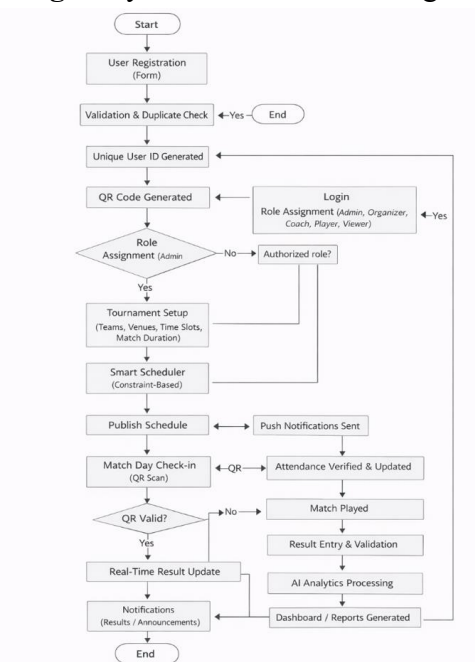 Start
User Registration
(Form)
Validation & Duplicate Check
Yes
End
Unique User ID Generated
QR Code Generated
Login
Role Assignment (Admin, Organizer,
Coach, Player, Viewer)
Yes
Role
Assignment (Admin
No
Authorized role?
Yes
Tournament Setup
(Teams, Venues, Time Slots,
Match Duration)
Smart Scheduler
(Constraint-Based)
Publish Schedule
Push Notifications Sent
Match Day Check-in
(QR Scan)
QR
Attendance Verified & Updated
QR Valid?
No
Match Played
Yes
Result Entry & Validation
Real-Time Result Update
AI Analytics Processing
Notifications
(Results / Announcements)
Dashboard / Reports Generated
End